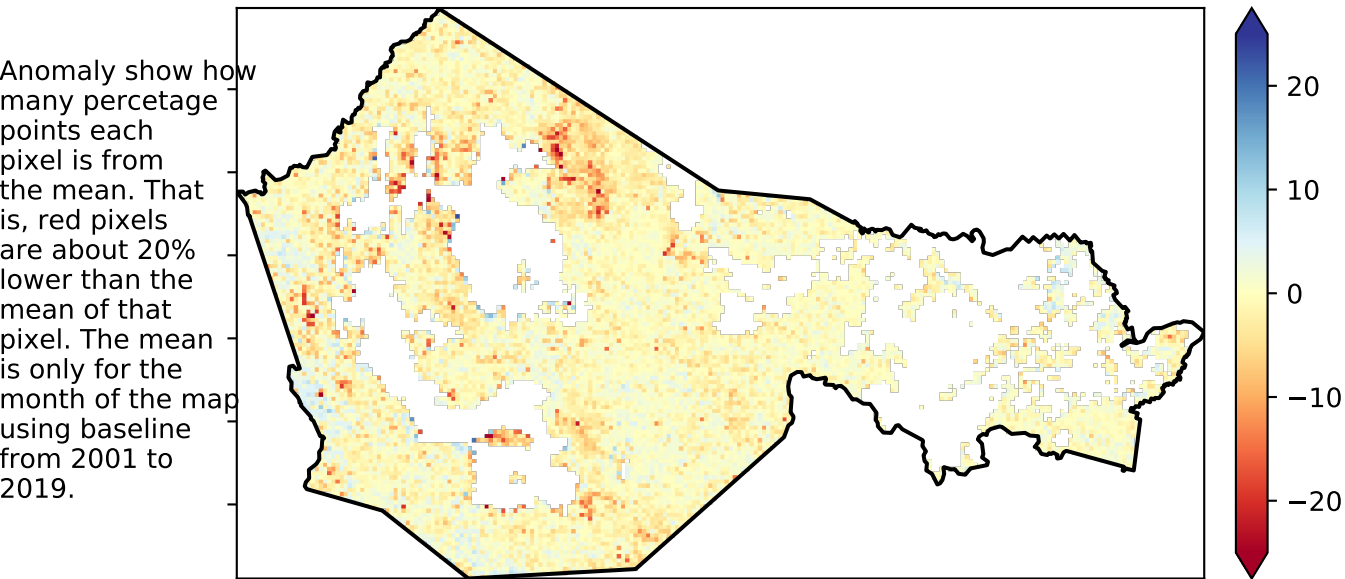 Anomaly show how
many percetage
points each
pixel is from
the mean. That
is, red pixels
are about 20%
lower than the
mean of that
pixel. The mean
is only for the
month of the map
using baseline
from 2001 to
2019.
20
10
0
−10
−20